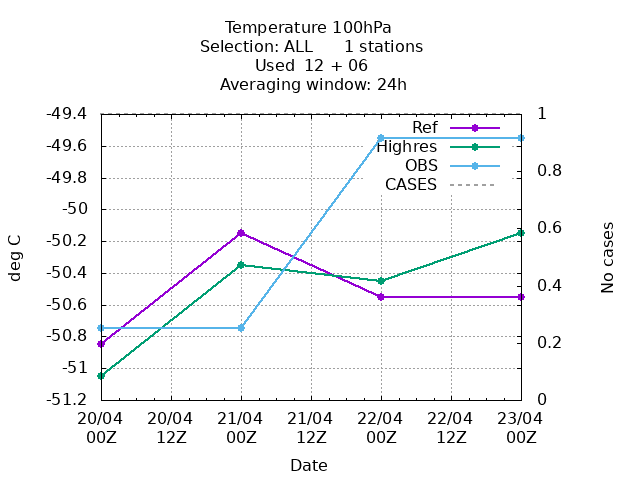 Temperature 100hPa
Selection: ALL      1 stations
Used  12 + 06
Averaging window: 24h
-49.4
-49.6
-49.8
-50
-50.2
-50.4
-50.6
-50.8
-51
-51.2
deg C
1
0.8
0.6
0.4
0.2
0
No cases
Ref
Highres
OBS
CASES
20/04 20/04 21/04 21/04 22/04 22/04 23/04
00Z 12Z 00Z 12Z 00Z 12Z 00Z
Date